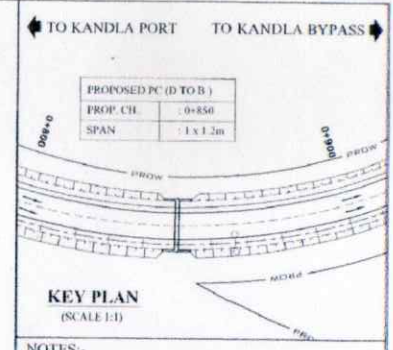 TO KANDLA PORT TO KANDLA BYPASS
PROPOSED PC (D TO B )
PROP. CH. : 0+850
SPAN : 1 x 1.2m
0+800
0+900
PROW
PROW
PROW
KEY PLAN
(SCALE 1:1)
NOTES:-